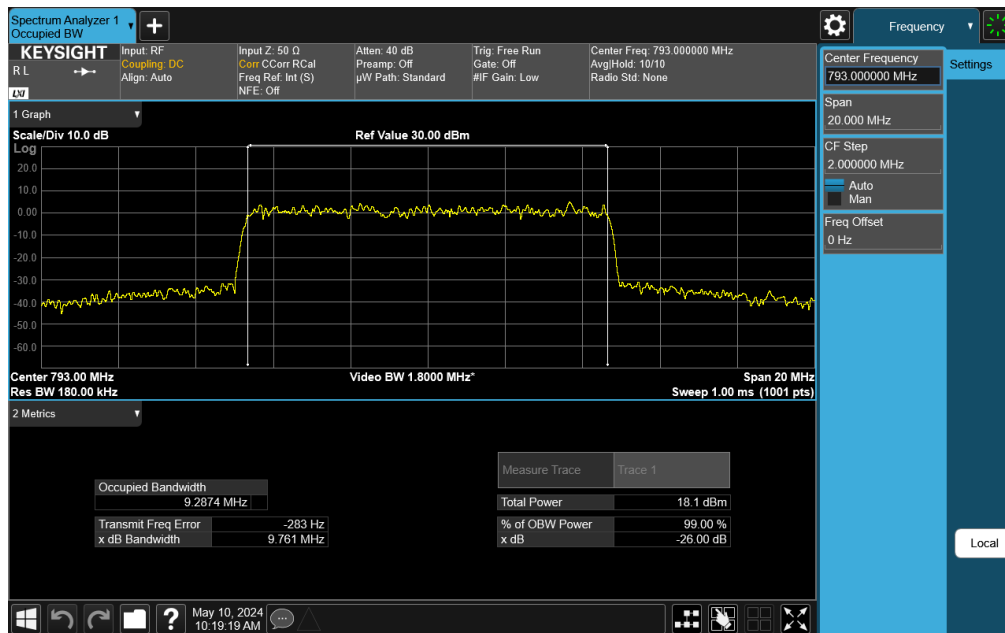 Spectrum Analyzer 1
Occupied BW
Frequency
KEYSIGHT
R L
LXI
Input: RF
Coupling: DC
Align: Auto
Input Z: 50 Ω
Corr CCorr RCal
Freq Ref: Int (S)
NFE: Off
Atten: 40 dB
Preamp: Off
µW Path: Standard
Trig: Free Run
Gate: Off
#IF Gain: Low
Center Freq: 793.000000 MHz
Avg|Hold: 10/10
Radio Std: None
Center Frequency
793.000000 MHz
Settings
Span
20.000 MHz
CF Step
2.000000 MHz
Auto
Man
Freq Offset
0 Hz
1 Graph
Scale/Div 10.0 dB
Ref Value 30.00 dBm
Log
20.0
10.0
0.00
-10.0
-20.0
-30.0
-40.0
-50.0
-60.0
Center 793.00 MHz
Video BW 1.8000 MHz*
Span 20 MHz
Res BW 180.00 kHz
Sweep 1.00 ms (1001 pts)
2 Metrics
Measure Trace
Trace 1
Occupied Bandwidth
9.2874 MHz
Total Power
18.1 dBm
Transmit Freq Error
-283 Hz
% of OBW Power
99.00 %
x dB Bandwidth
9.761 MHz
x dB
-26.00 dB
Local
?
May 10, 2024
10:19:19 AM